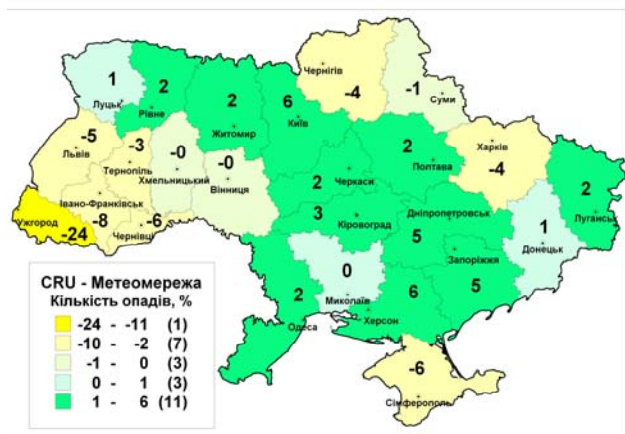 Чернігів
-4
-1
Суми
1
Луцьк
2
Рівне
2
Житомир
6
Київ
-5
Львів
-3
Тернопіль
-0
Хмельницький
-0
Вінниця
2
Полтава
Харків
-4
2
Черкаси
2
Луганськ
Івано-Франківськ
-8
-6
Чернівці
Ужгород
-24
3
Кіровоград
Дніпропетровськ
5
Запоріжжя
5
1
Донецьк
0
Миколаїв
2
Одеса
6
Херсон
-6
Сімферополь
CRU - Метеомережа
Кількість опадів, %
-24 - -11 (1)
-10 - -2 (7)
-1 - 0 (3)
0 - 1 (3)
1 - 6 (11)